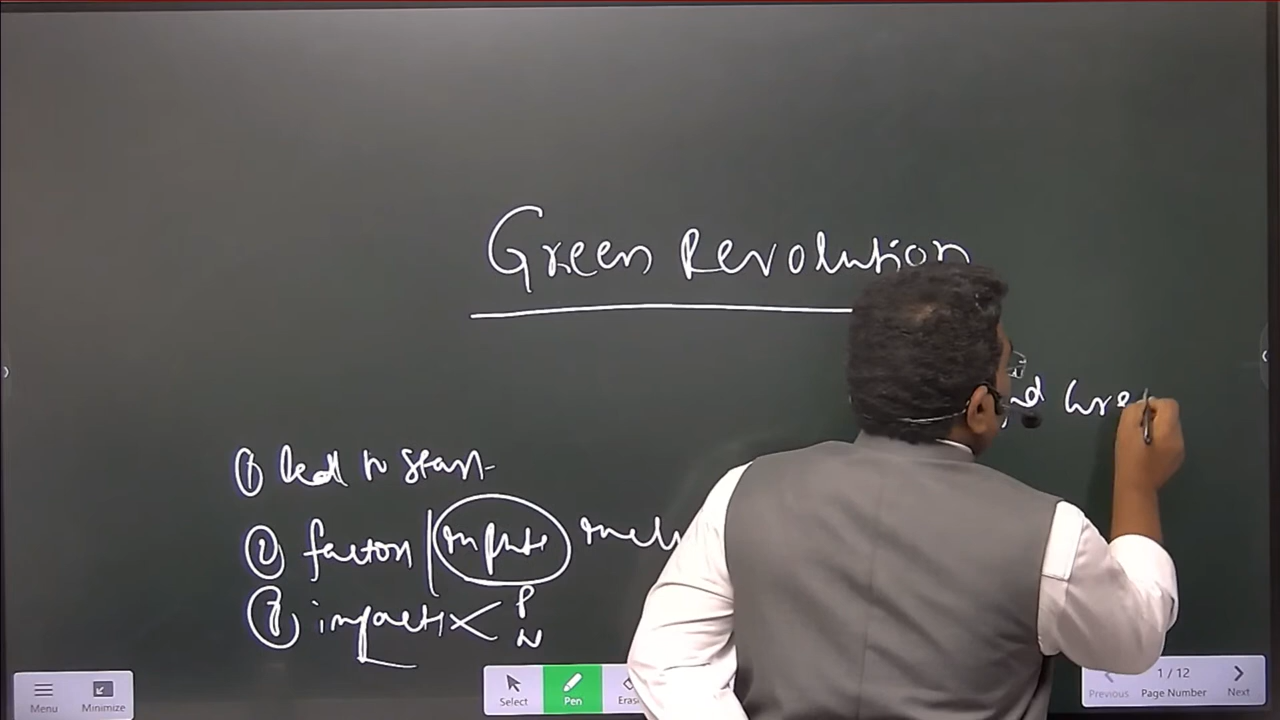 Green Revolution
① led to start
② factors | inputs
③ impact P
N
Menu
Minimize
Select
Pen
Previous
1 / 12
Page Number
Next